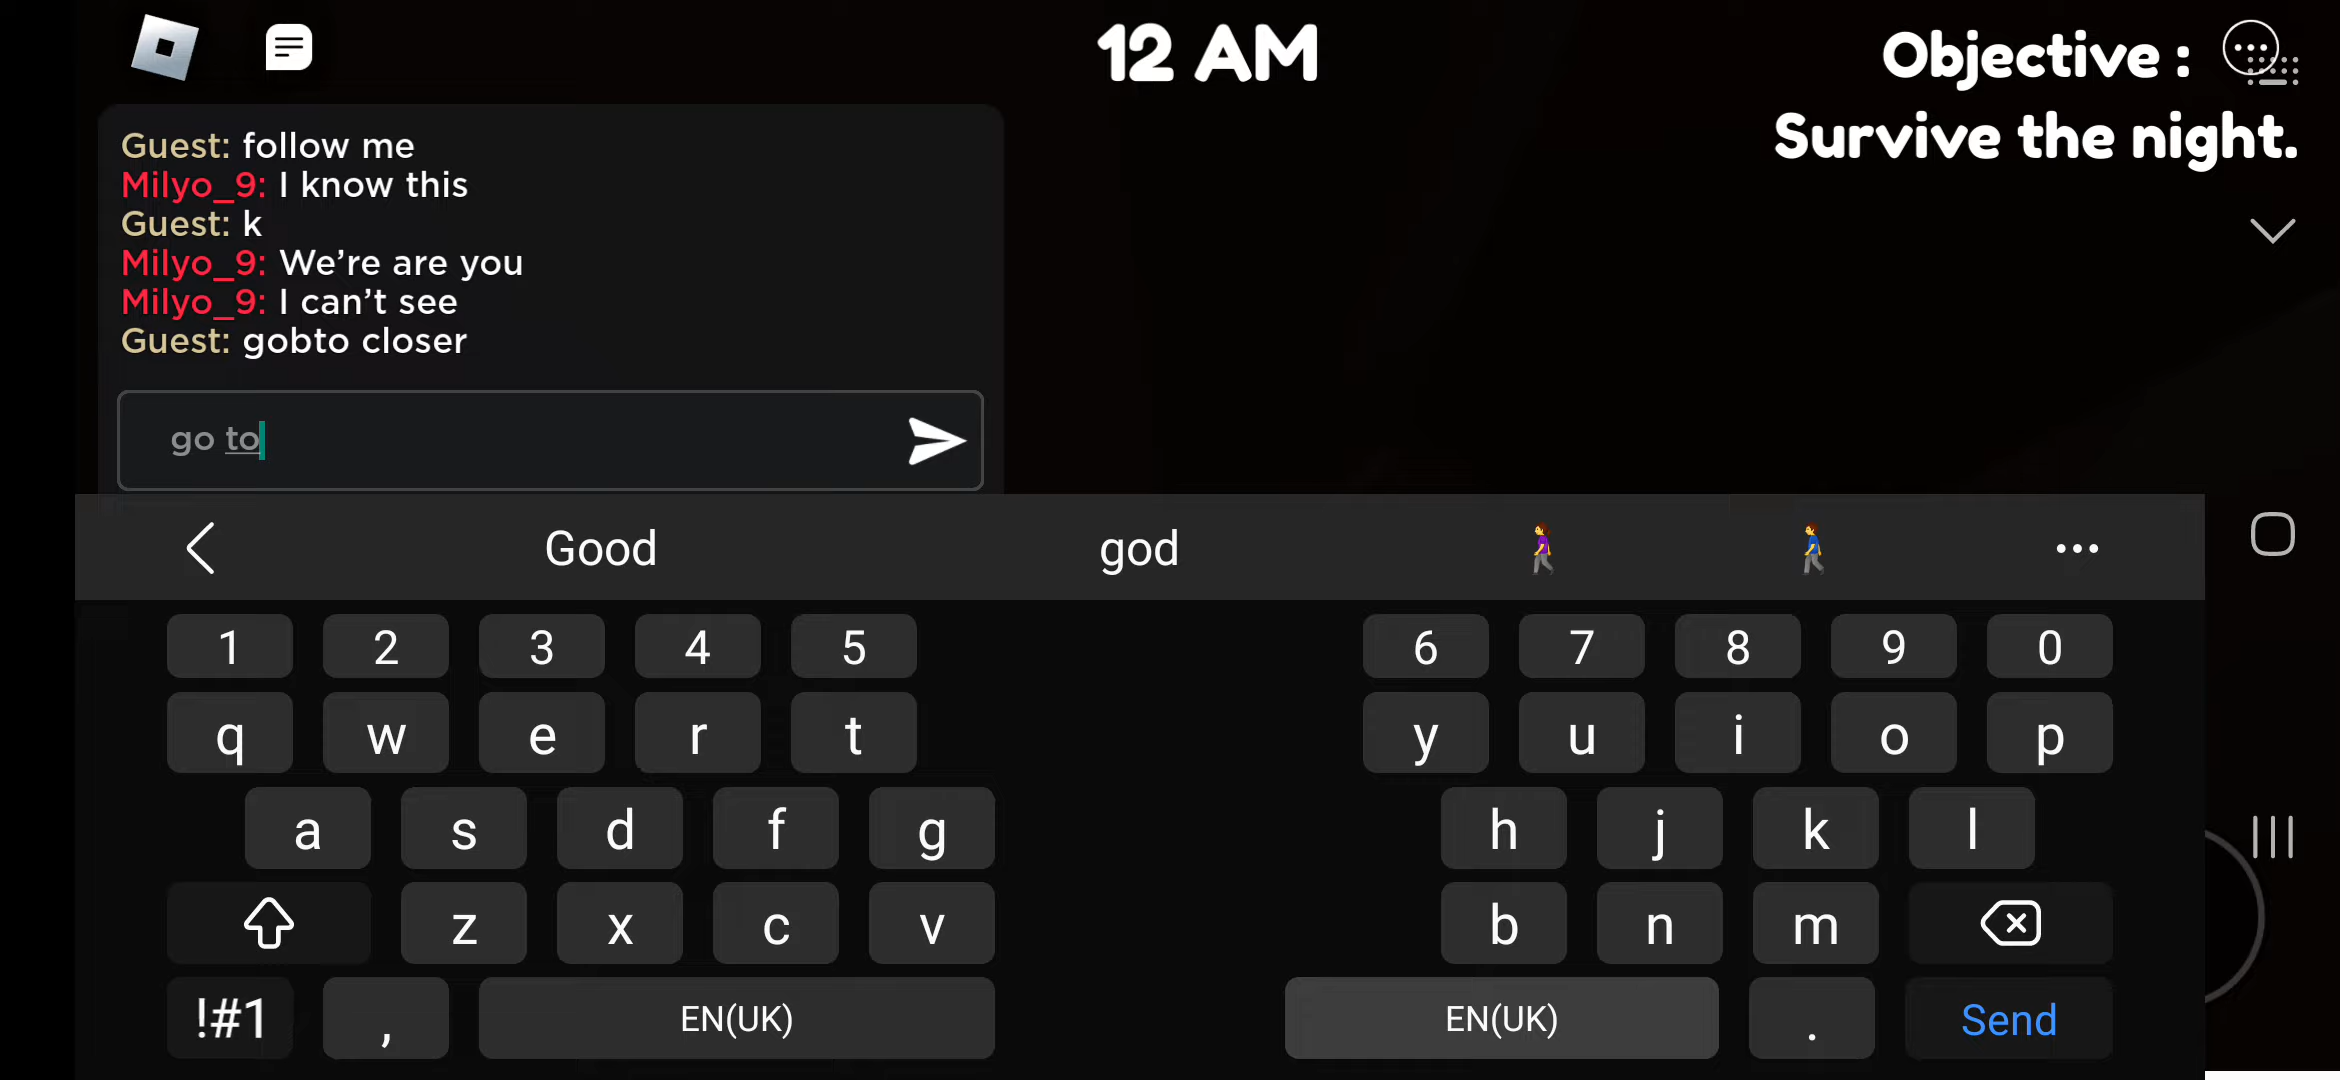 12 AM
Objective :
Survive the night.
Guest: follow me
Milyo_9: I know this
Guest: k
Milyo_9: We’re are you
Milyo_9: I can’t see
Guest: gobto closer
go to
Good god
1 2 3 4 5 6 7 8 9 0
q w e r t y u i o p
a s d f g h j k l
z x c v b n m
!#1 , EN(UK) EN(UK) . Send